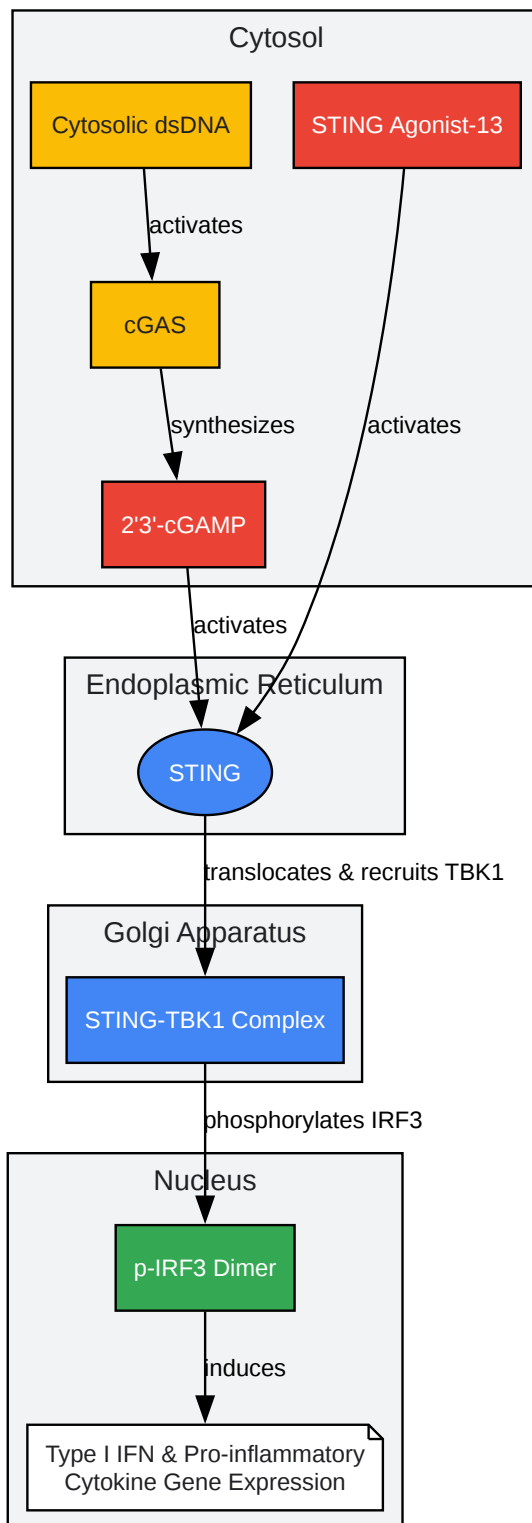 Cytosol
Cytosolic dsDNA
STING Agonist-13
activates
cGAS
synthesizes
activates
2'3'-cGAMP
activates
Endoplasmic Reticulum
STING
translocates & recruits TBK1
Golgi Apparatus
STING-TBK1 Complex
phosphorylates IRF3
Nucleus
p-IRF3 Dimer
induces
Type I IFN & Pro-inflammatory
Cytokine Gene Expression